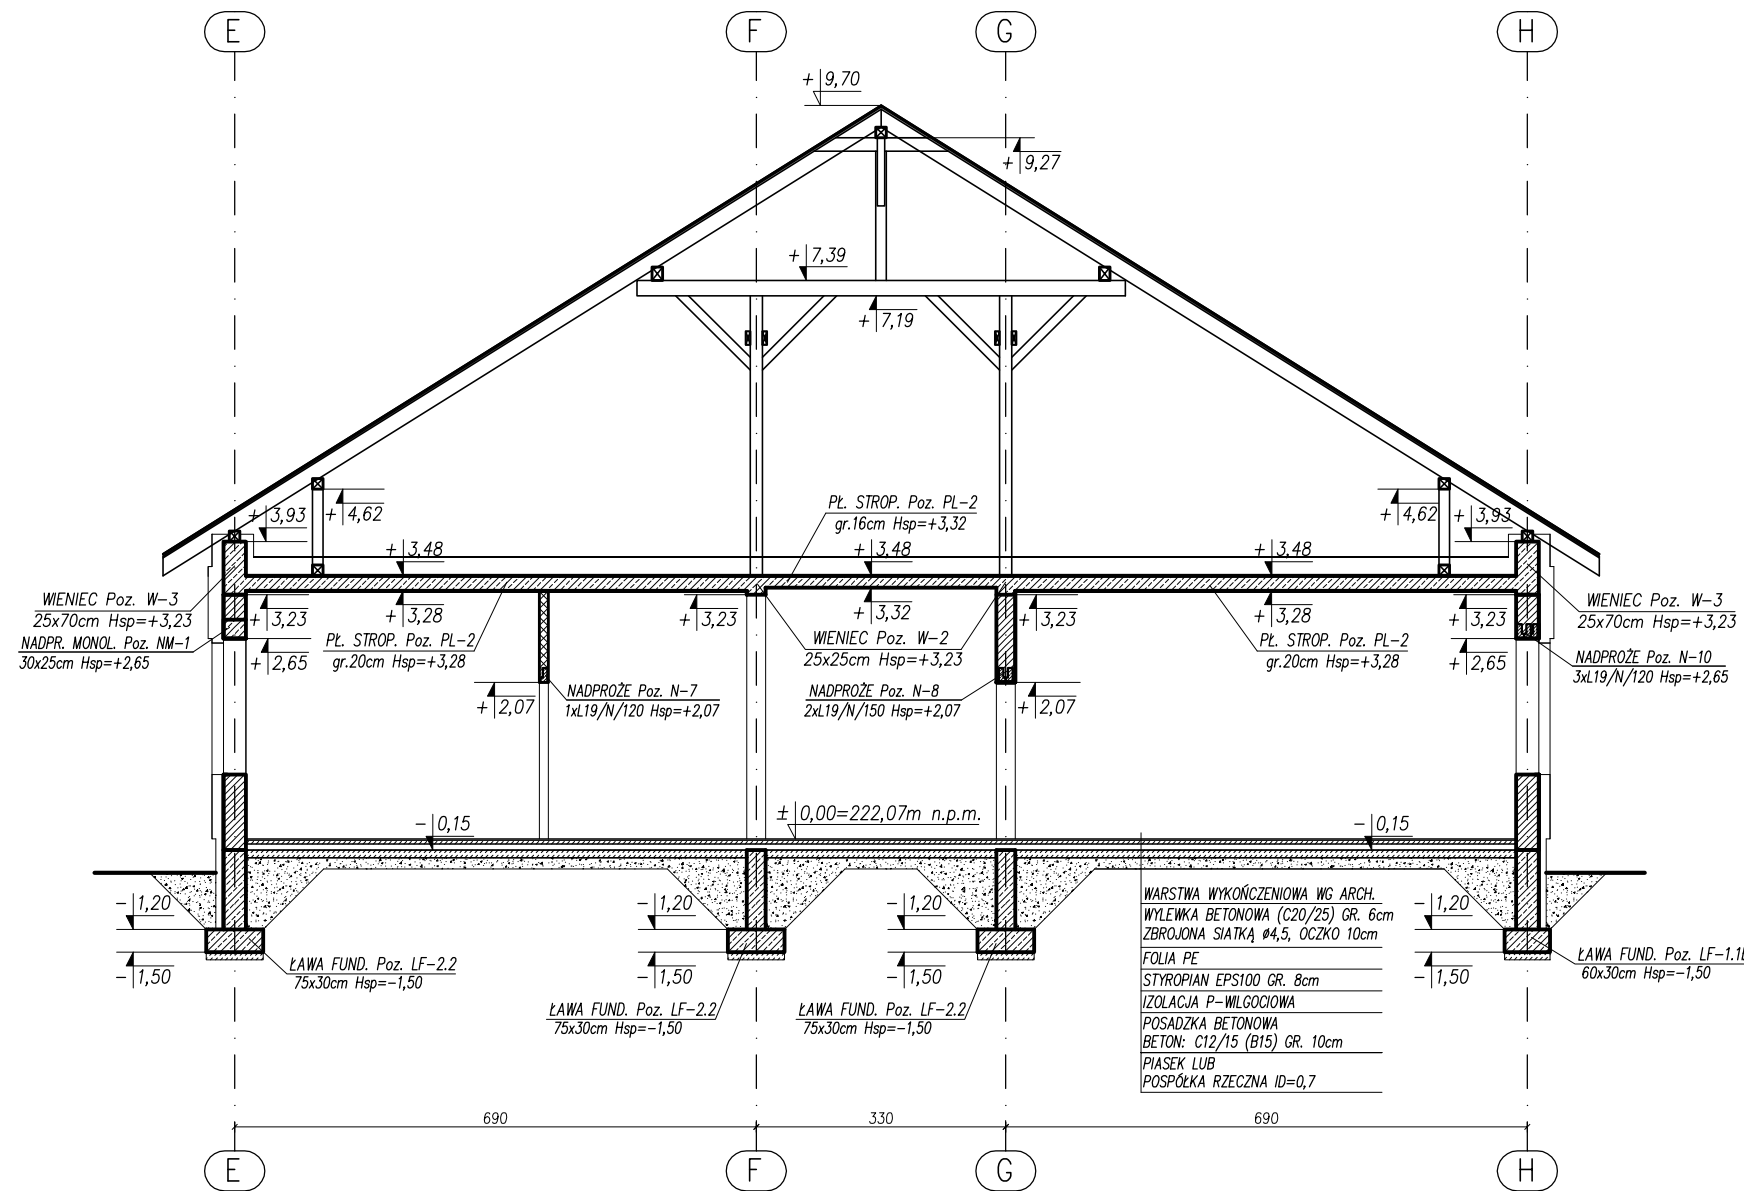 E
F
G
H
+ 9,70
+ 9,27
+ 7,39
+ 7,19
+ 3,93
+ 4,62
PŁ. STROP. Poz. PL-2
gr.16cm Hsp=+3,32
+ 4,62
+ 3,93
+ 3,48
+ 3,48
+ 3,48
WIENIEC Poz. W-3
25x70cm Hsp=+3,23
NADPR. MONOL. Poz. NM-1
30x25cm Hsp=+2,65
+ 3,23
+ 2,65
+ 3,28
PŁ. STROP. Poz. PL-2
gr.20cm Hsp=+3,28
+ 3,23
+ 3,32
WIENIEC Poz. W-2
25x25cm Hsp=+3,23
+ 3,23
+ 3,28
PŁ. STROP. Poz. PL-2
gr.20cm Hsp=+3,28
+ 3,23
+ 2,65
WIENIEC Poz. W-3
25x70cm Hsp=+3,23
NADPROŻE Poz. N-10
3xL19/N/120 Hsp=+2,65
+ 2,07
NADPROŻE Poz. N-7
1xL19/N/120 Hsp=+2,07
NADPROŻE Poz. N-8
2xL19/N/150 Hsp=+2,07
+ 2,07
- 0,15
± 0,00=222,07m n.p.m.
- 0,15
- 1,20
- 1,50
ŁAWA FUND. Poz. LF-2.2
75x30cm Hsp=-1,50
- 1,20
- 1,50
ŁAWA FUND. Poz. LF-2.2
75x30cm Hsp=-1,50
- 1,20
- 1,50
ŁAWA FUND. Poz. LF-2.2
75x30cm Hsp=-1,50
WARSTWA WYKOŃCZENIOWA WG ARCH.
WYLEWKA BETONOWA (C20/25) GR. 6cm
ZBROJONA SIATKĄ ø4,5, OCZKO 10cm
FOLIA PE
STYROPIAN EPS100 GR. 8cm
IZOLACJA P-WILGOCIOWA
POSADZKA BETONOWA
BETON: C12/15 (B15) GR. 10cm
PIASEK LUB
POSPÓŁKA RZECZNA ID=0,7
- 1,20
- 1,50
ŁAWA FUND. Poz. LF-1.1
60x30cm Hsp=-1,50
690
330
690
E
F
G
H